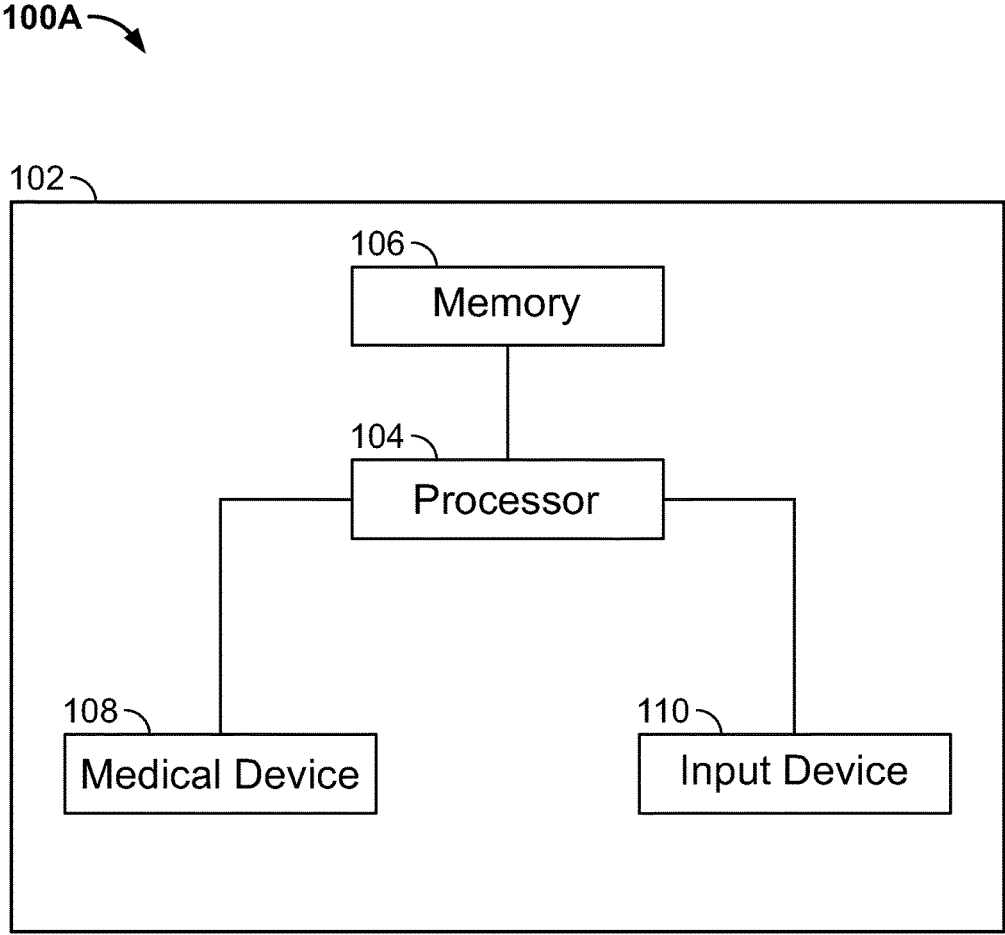 100A
102
106
Memory
104
Processor
108
Medical Device
110
Input Device